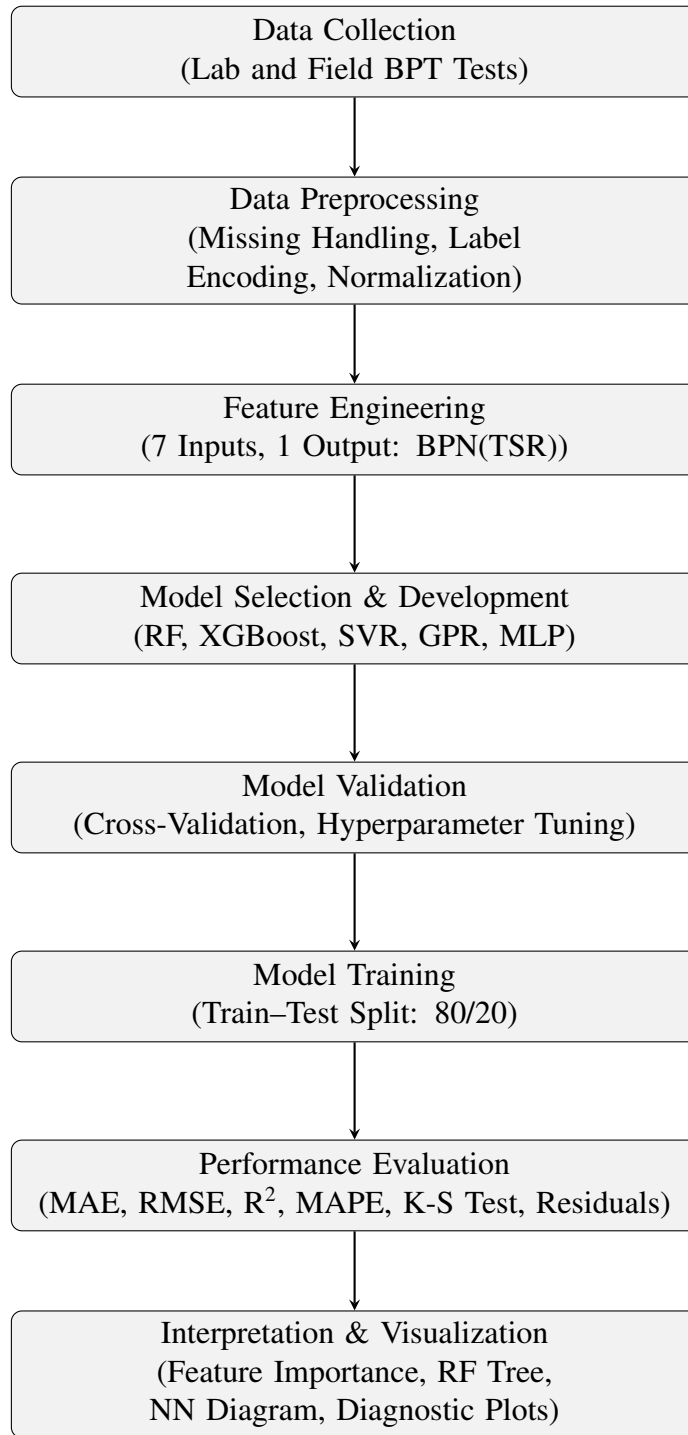 Data Collection
(Lab and Field BPT Tests)
Data Preprocessing
(Missing Handling, Label
Encoding, Normalization)
Feature Engineering
(7 Inputs, 1 Output: BPN(TSR))
Model Selection & Development
(RF, XGBoost, SVR, GPR, MLP)
Model Validation
(Cross-Validation, Hyperparameter Tuning)
Model Training
(Train–Test Split: 80/20)
Performance Evaluation
(MAE, RMSE, R², MAPE, K-S Test, Residuals)
Interpretation & Visualization
(Feature Importance, RF Tree,
NN Diagram, Diagnostic Plots)